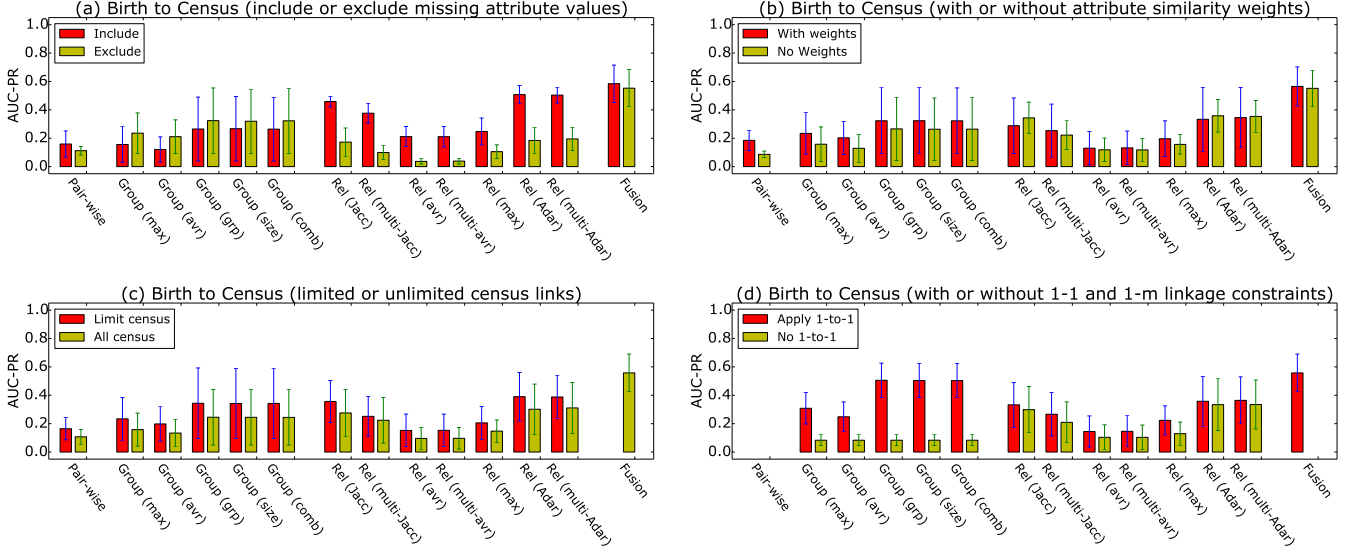 (a) Birth to Census (include or exclude missing attribute values)
1.0
0.8
0.6
0.4
0.2
0.0
AUC-PR
Include
Exclude
Pair-wise
Group (max)
Group (avr)
Group (grp)
Group (size)
Group (comb)
Rel (Jacc)
Rel (multi-Jacc)
Rel (avr)
Rel (multi-avr)
Rel (max)
Rel (Adar)
Rel (multi-Adar)
Fusion
(b) Birth to Census (with or without attribute similarity weights)
1.0
0.8
0.6
0.4
0.2
0.0
AUC-PR
With weights
No Weights
Pair-wise
Group (max)
Group (avr)
Group (grp)
Group (size)
Group (comb)
Rel (Jacc)
Rel (multi-Jacc)
Rel (avr)
Rel (multi-avr)
Rel (max)
Rel (Adar)
Rel (multi-Adar)
Fusion
(c) Birth to Census (limited or unlimited census links)
1.0
0.8
0.6
0.4
0.2
0.0
AUC-PR
Limit census
All census
Pair-wise
Group (max)
Group (avr)
Group (grp)
Group (size)
Group (comb)
Rel (Jacc)
Rel (multi-Jacc)
Rel (avr)
Rel (multi-avr)
Rel (max)
Rel (Adar)
Rel (multi-Adar)
Fusion
(d) Birth to Census (with or without 1-1 and 1-m linkage constraints)
1.0
0.8
0.6
0.4
0.2
0.0
AUC-PR
Apply 1-to-1
No 1-to-1
Pair-wise
Group (max)
Group (avr)
Group (grp)
Group (size)
Group (comb)
Rel (Jacc)
Rel (multi-Jacc)
Rel (avr)
Rel (multi-avr)
Rel (max)
Rel (Adar)
Rel (multi-Adar)
Fusion